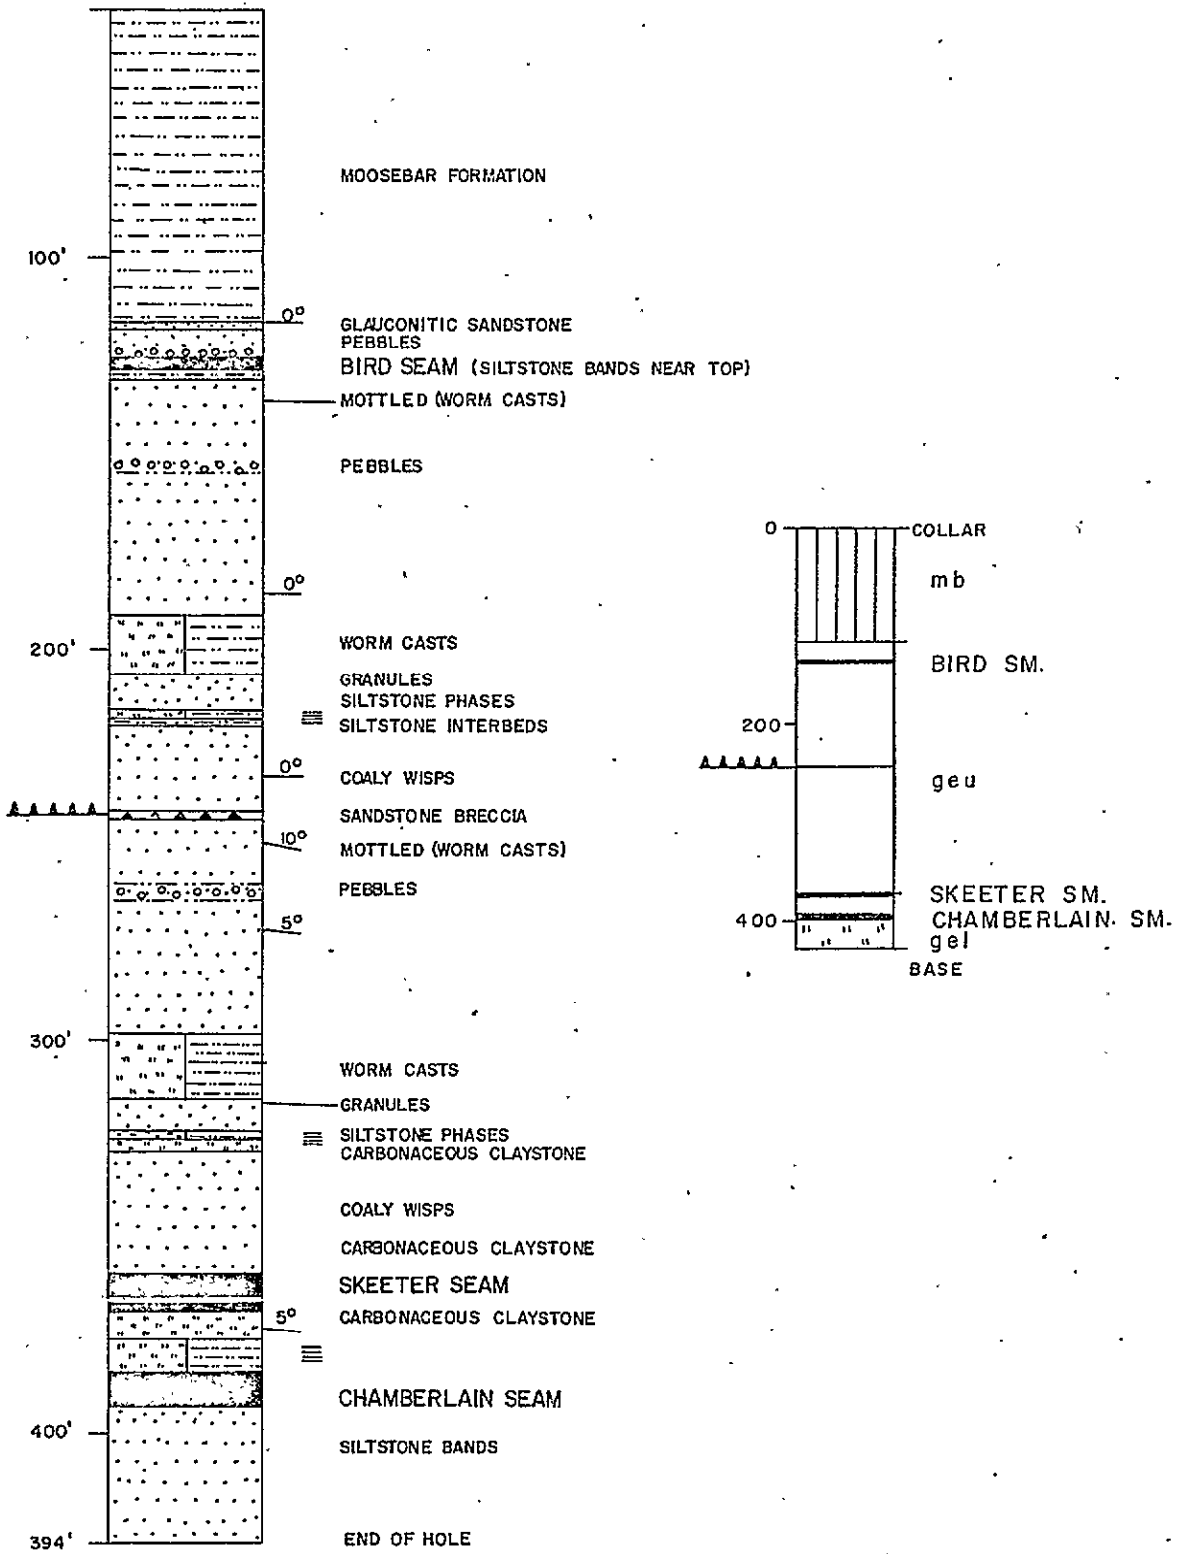 MOOSEBAR FORMATION
100'
0°
GLAUCONITIC SANDSTONE
PEBBLES
BIRD SEAM (SILTSTONE BANDS NEAR TOP)
MOTTLED (WORM CASTS)
PEBBLES
0°
200'
WORM CASTS
GRANULES
SILTSTONE PHASES
SILTSTONE INTERBEDS
0°
COALY WISPS
SANDSTONE BRECCIA
10°
MOTTLED (WORM CASTS)
PEBBLES
5°
300'
WORM CASTS
GRANULES
SILTSTONE PHASES
CARBONACEOUS CLAYSTONE
COALY WISPS
CARBONACEOUS CLAYSTONE
SKEETER SEAM
5°
CARBONACEOUS CLAYSTONE
CHAMBERLAIN SEAM
400'
SILTSTONE BANDS
394'
END OF HOLE
0
COLLAR
mb
BIRD SM.
200
geu
SKEETER SM.
400
CHAMBERLAIN. SM.
gel
BASE